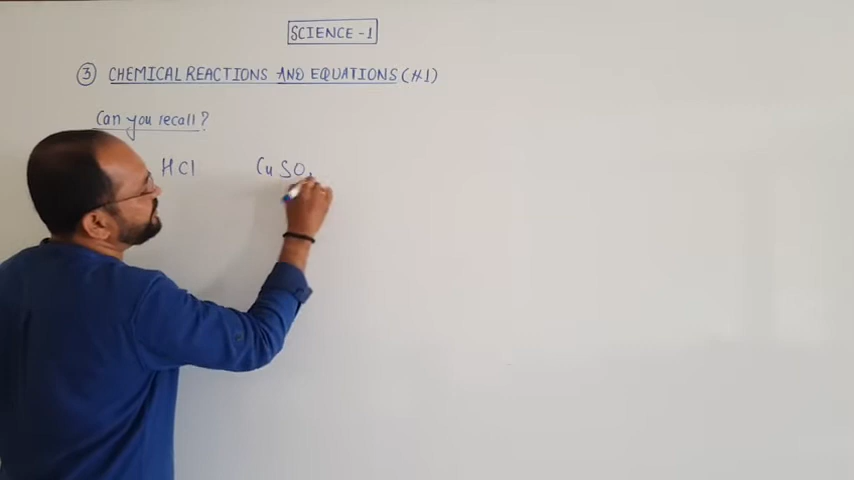 SCIENCE-1
③ CHEMICAL REACTIONS AND EQUATIONS (#1)
Can you recall?
HCl CuSO